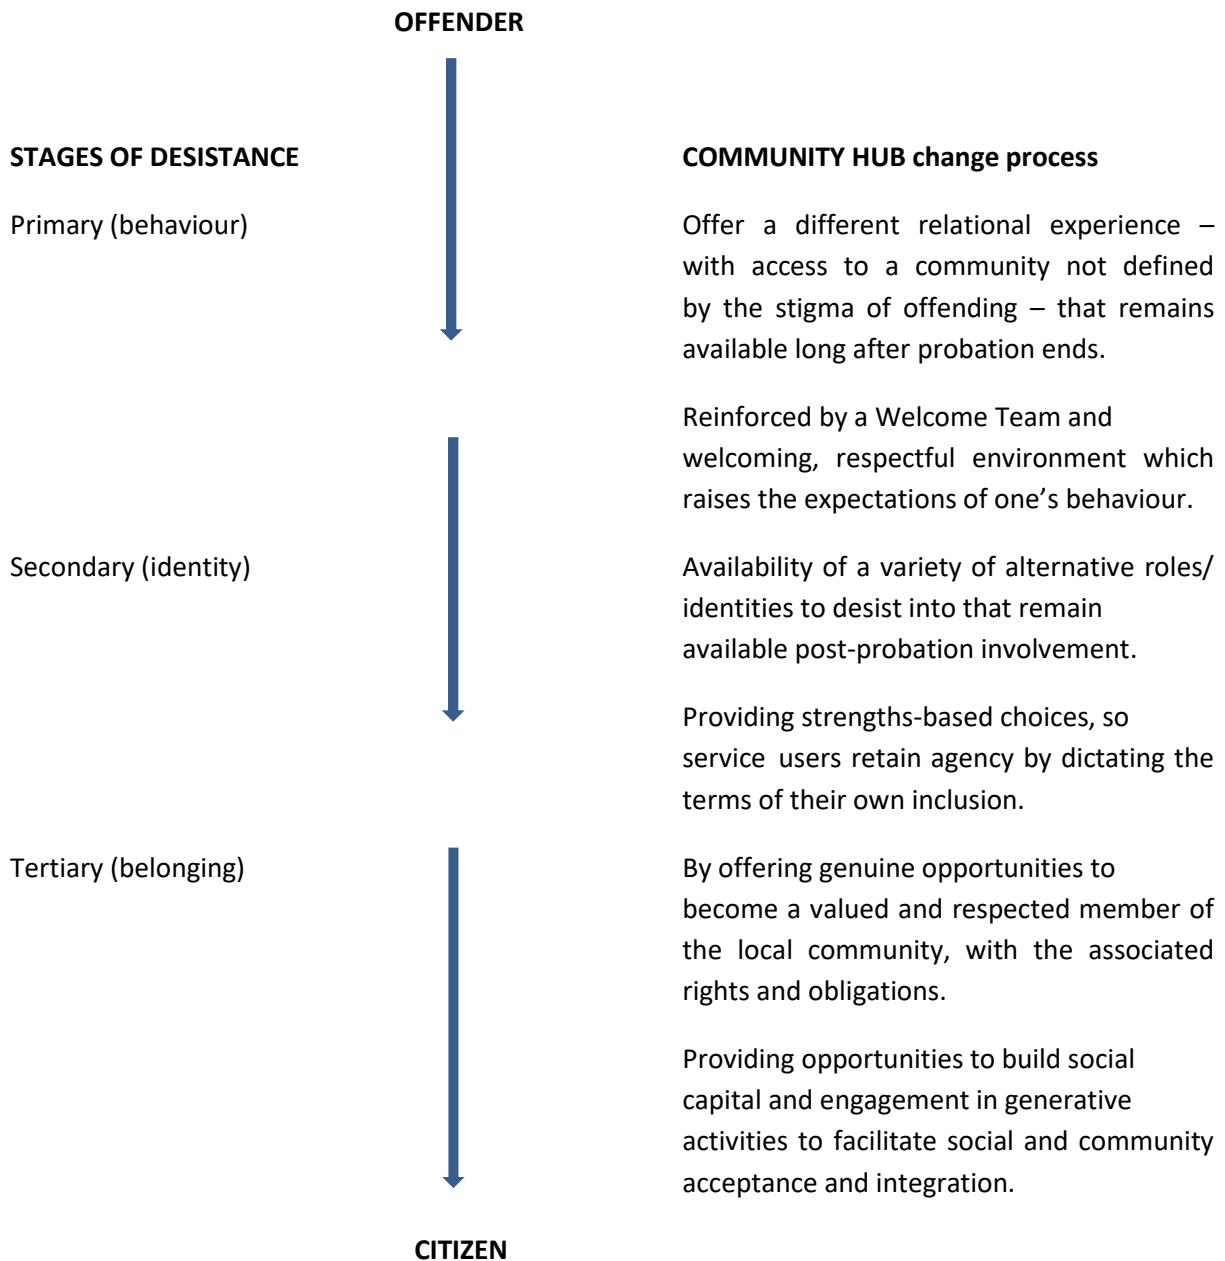 OFFENDER
STAGES OF DESISTANCE
COMMUNITY HUB change process
Primary (behaviour)
Offer a different relational experience –
with access to a community not defined
by the stigma of offending – that remains
available long after probation ends.
Reinforced by a Welcome Team and
welcoming, respectful environment which
raises the expectations of one’s behaviour.
Secondary (identity)
Availability of a variety of alternative roles/
identities to desist into that remain
available post-probation involvement.
Providing strengths-based choices, so
service users retain agency by dictating the
terms of their own inclusion.
Tertiary (belonging)
By offering genuine opportunities to
become a valued and respected member of
the local community, with the associated
rights and obligations.
Providing opportunities to build social
capital and engagement in generative
activities to facilitate social and community
acceptance and integration.
CITIZEN